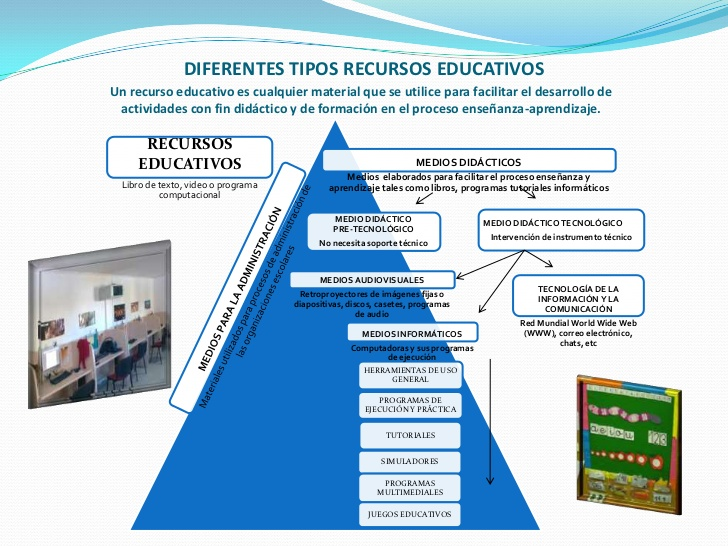 DIFERENTES TIPOS RECURSOS EDUCATIVOS
Un recurso educativo es cualquier material que se utilice para facilitar el desarrollo de
actividades con fin didáctico y de formación en el proceso enseñanza-aprendizaje.
RECURSOS
EDUCATIVOS
Libro de texto, video o programa
computacional
MEDIOS PARA LA ADMINISTRACIÓN
Materiales utilizados para procesos de administración de
las organizaciones escolares
MEDIOS DIDÁCTICOS
Medios elaborados para facilitar el proceso enseñanza y
aprendizaje tales como libros, programas tutoriales informáticos
MEDIO DIDÁCTICO
PRE-TECNOLÓGICO
No necesita soporte técnico
MEDIO DIDÁCTICO TECNOLÓGICO
Intervención de instrumento técnico
MEDIOS AUDIOVISUALES
Retroproyectores de imágenes fijas o
diapositivas, discos, casetes, programas
de audio
TECNOLOGÍA DE LA
INFORMACIÓN Y LA
COMUNICACIÓN
Red Mundial World Wide Web
(WWW), correo electrónico,
chats, etc
MEDIOS INFORMÁTICOS
Computadoras y sus programas
de ejecución
HERRAMIENTAS DE USO
GENERAL
PROGRAMAS DE
EJECUCIÓN Y PRÁCTICA
TUTORIALES
SIMULADORES
PROGRAMAS
MULTIMEDIALES
JUEGOS EDUCATIVOS
a e i o u
123